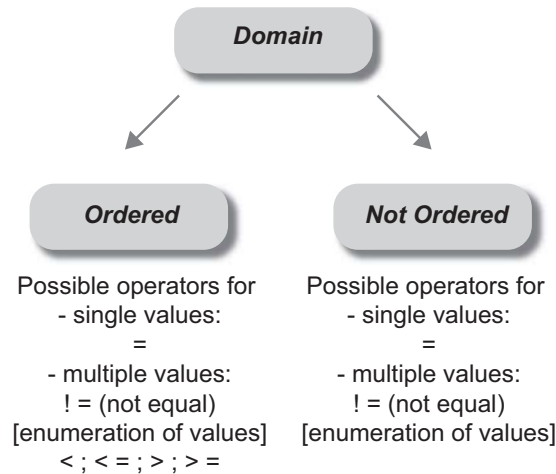 Domain
Ordered
Possible operators for
- single values:
=
- multiple values:
! = (not equal)
[enumeration of values]
< ; < = ; > ; > =
Not Ordered
Possible operators for
- single values:
=
- multiple values:
! = (not equal)
[enumeration of values]